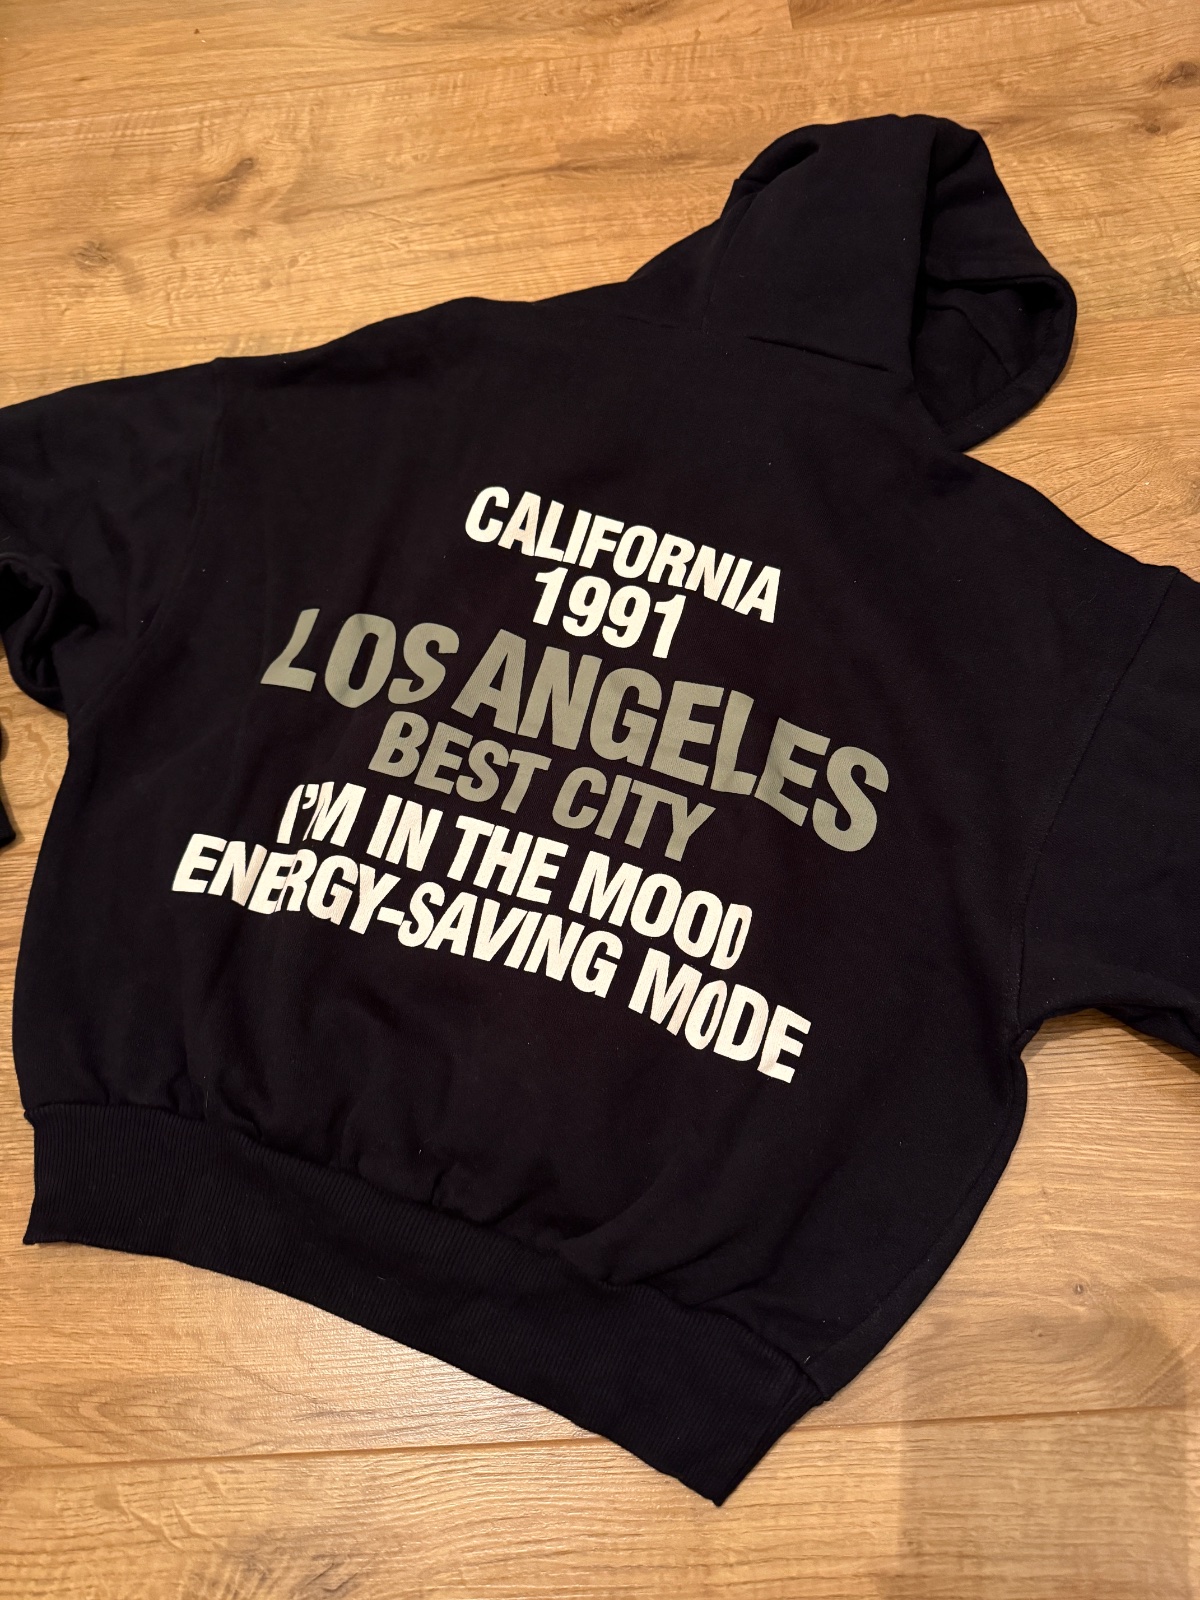 CALIFORNIA
1991
LOS ANGELES
BEST CITY
I'M IN THE MOOD
ENERGY-SAVING MODE